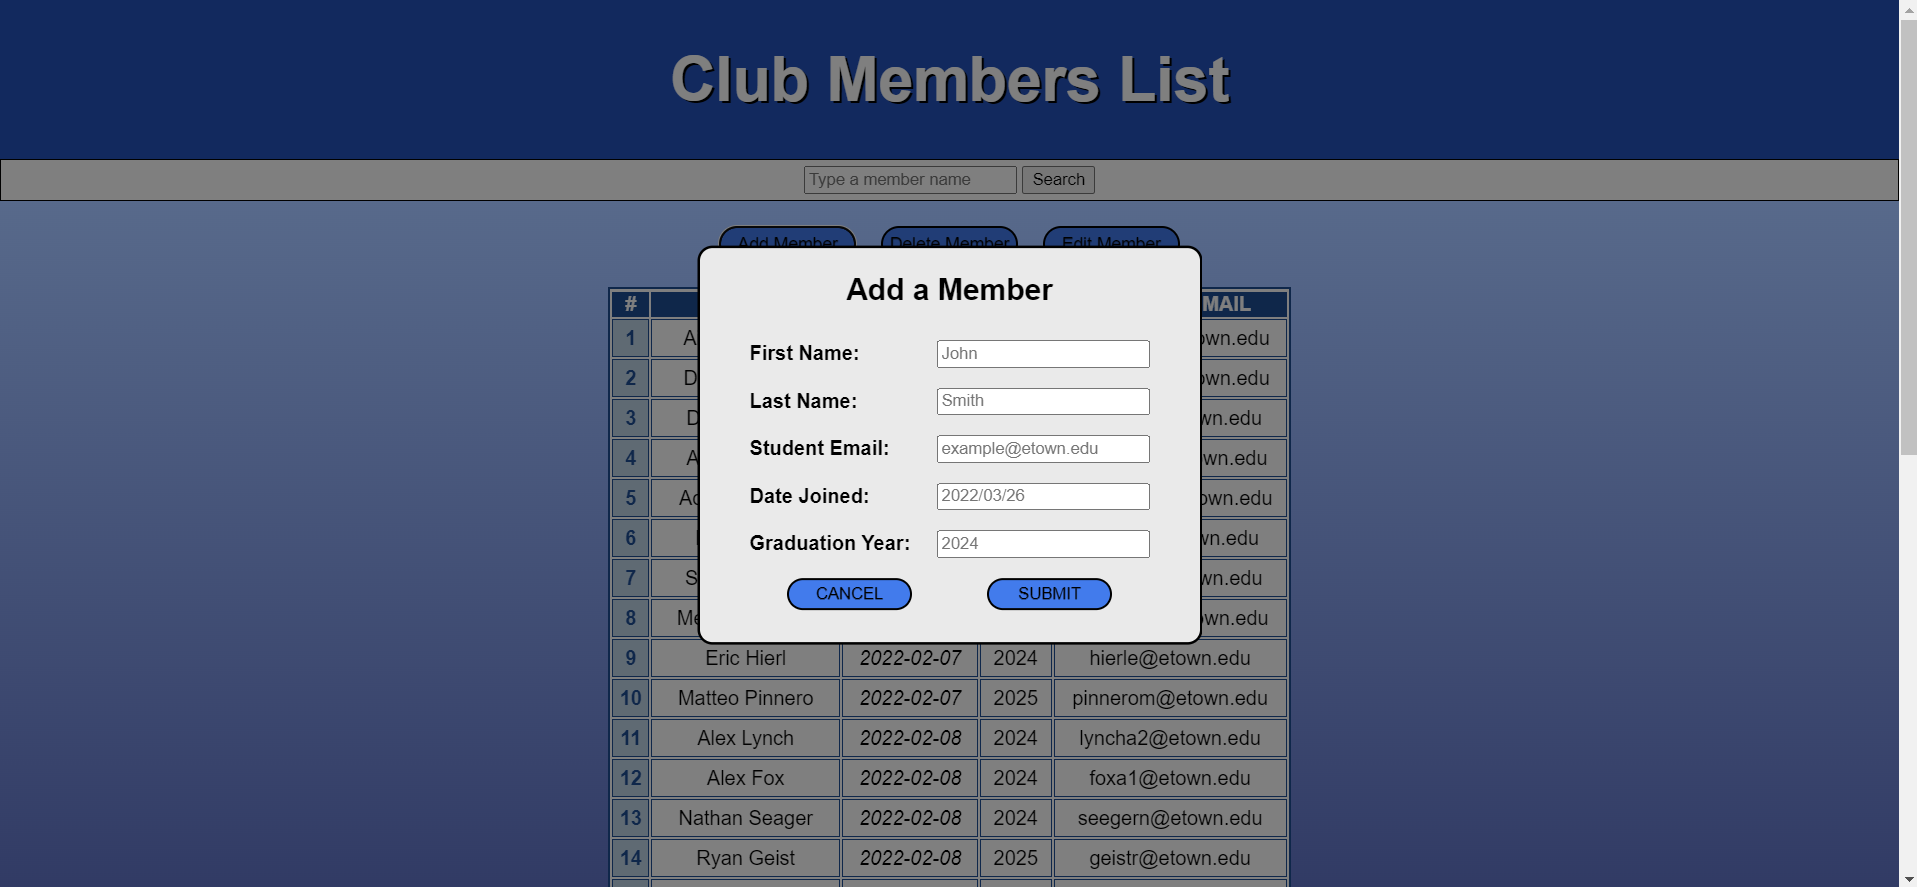 Club Members List
Type a member name Search
Add Member Delete Member Edit Member
Add a Member
# MAIL
First Name: John
1 A own.edu
2 D own.edu
Last Name: Smith
3 D wn.edu
Student Email: example@etown.edu
4 A wn.edu
Date Joined: 2022/03/26
5 Ac town.edu
Graduation Year: 2024
6 vn.edu
7 S wn.edu
CANCEL SUBMIT
8 Me own.edu
9 Eric Hierl 2022-02-07 2024 hierle@etown.edu
10 Matteo Pinnero 2022-02-07 2025 pinnerom@etown.edu
11 Alex Lynch 2022-02-08 2024 lyncha2@etown.edu
12 Alex Fox 2022-02-08 2024 foxa1@etown.edu
13 Nathan Seager 2022-02-08 2024 seegern@etown.edu
14 Ryan Geist 2022-02-08 2025 geistr@etown.edu